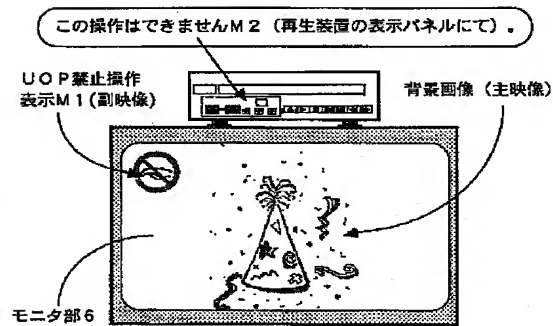 この操作はできませんM2（再生装置の表示パネルにて）。
UOP禁止操作
表示M1(副映像)
背景画像（主映像）
モニタ部6